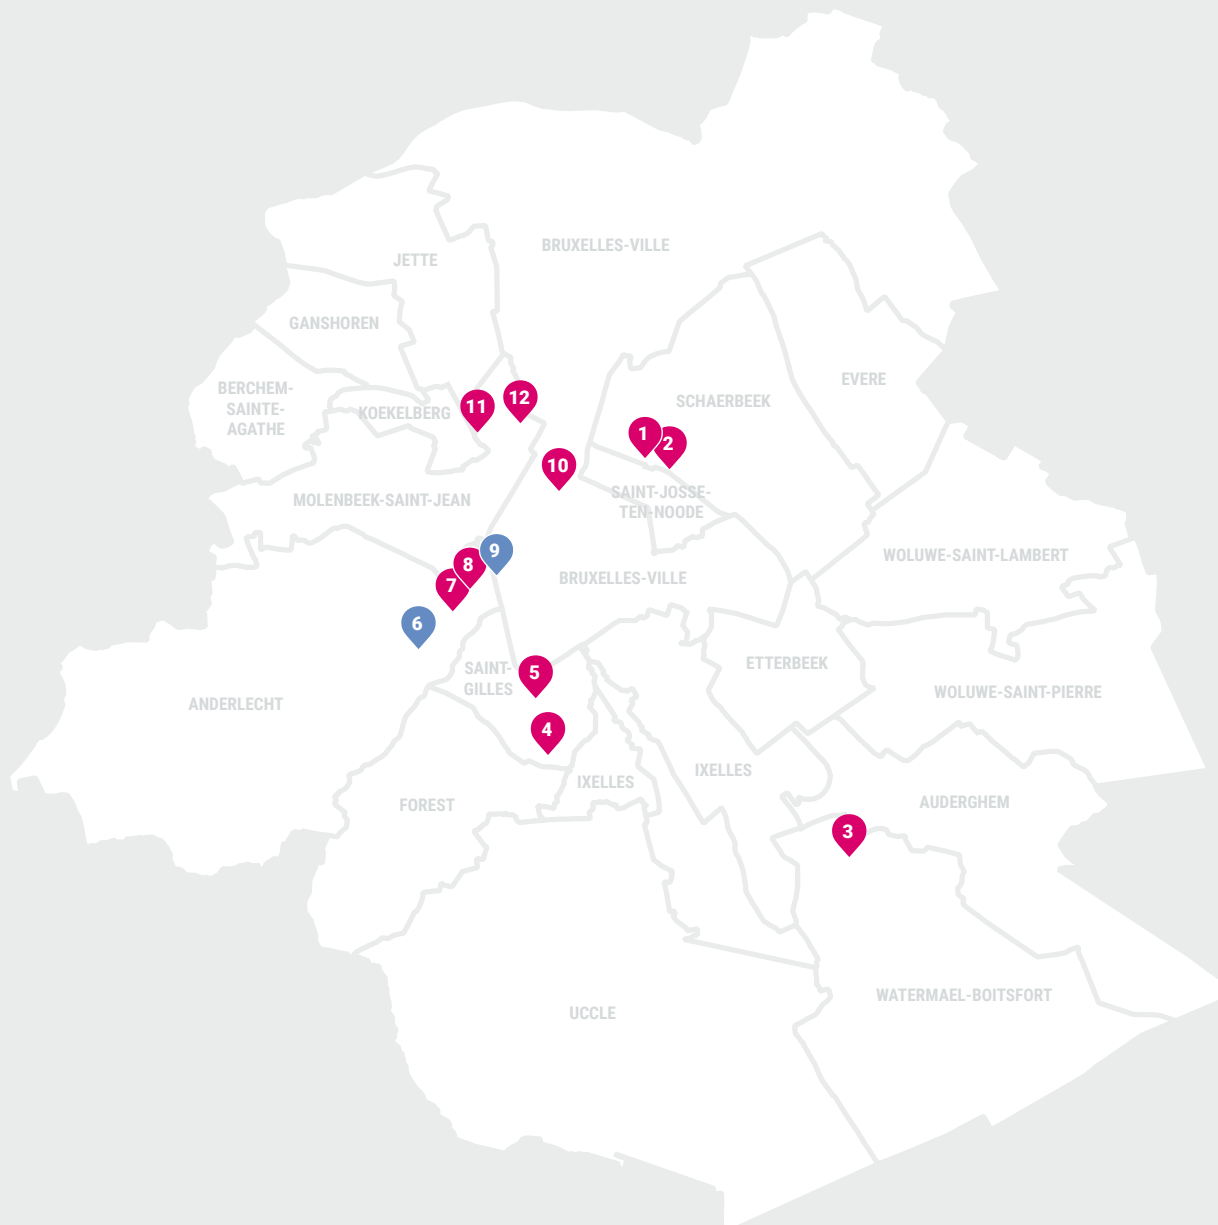 BRUXELLES-VILLE
JETTE
GANSHOREN
EVERE
BERCHEM-
SAINTE-
AGATHE
KOEKELBERG
11
12
SCHAERBEEK
1
2
10
MOLENBEEK-SAINT-JEAN
SAINT-JOSSE-
TEN-NOODE
WOLUWE-SAINT-LAMBERT
9
8
7
BRUXELLES-VILLE
6
SAINT-
GILLES
5
ETTERBEEK
WOLUWE-SAINT-PIERRE
ANDERLECHT
4
IXELLES
IXELLES
FOREST
AUDERGHEM
3
WATERMAEL-BOITSFORT
UCCLE